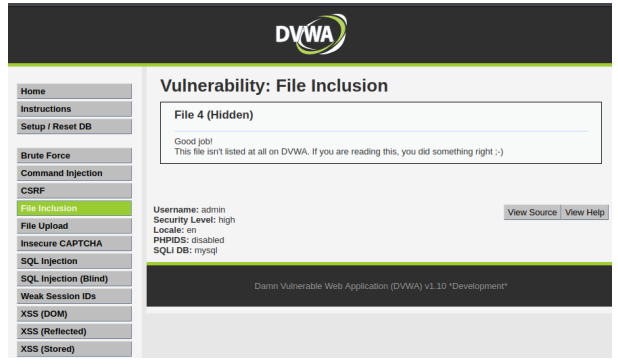 DVWA
Home
Instructions
Setup / Reset DB
Brute Force
Command Injection
CSRF
File Inclusion
File Upload
Insecure CAPTCHA
SQL Injection
SQL Injection (Blind)
Weak Session IDs
XSS (DOM)
XSS (Reflected)
XSS (Stored)
Vulnerability: File Inclusion
File 4 (Hidden)
Good job!
This file isn't listed at all on DVWA. If you are reading this, you did something right ;-)
Username: admin
Security Level: high
Locale: en
PHPIDS: disabled
SQLi DB: mysql
View Source View Help
Damn Vulnerable Web Application (DVWA) v1.10 *Development*